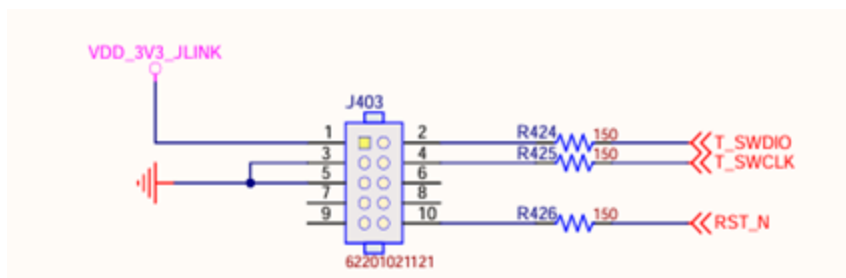 VDD_3V3_JLINK
J403
1 2 R424 150 T_SWDIO
3 4 R425 150 T_SWCLK
5 6
7 8
9 10 R426 150 RST_N
62201021121